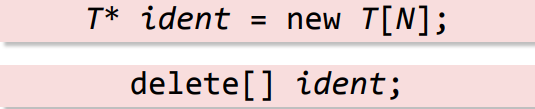 T* ident = new T[N];
delete[] ident;